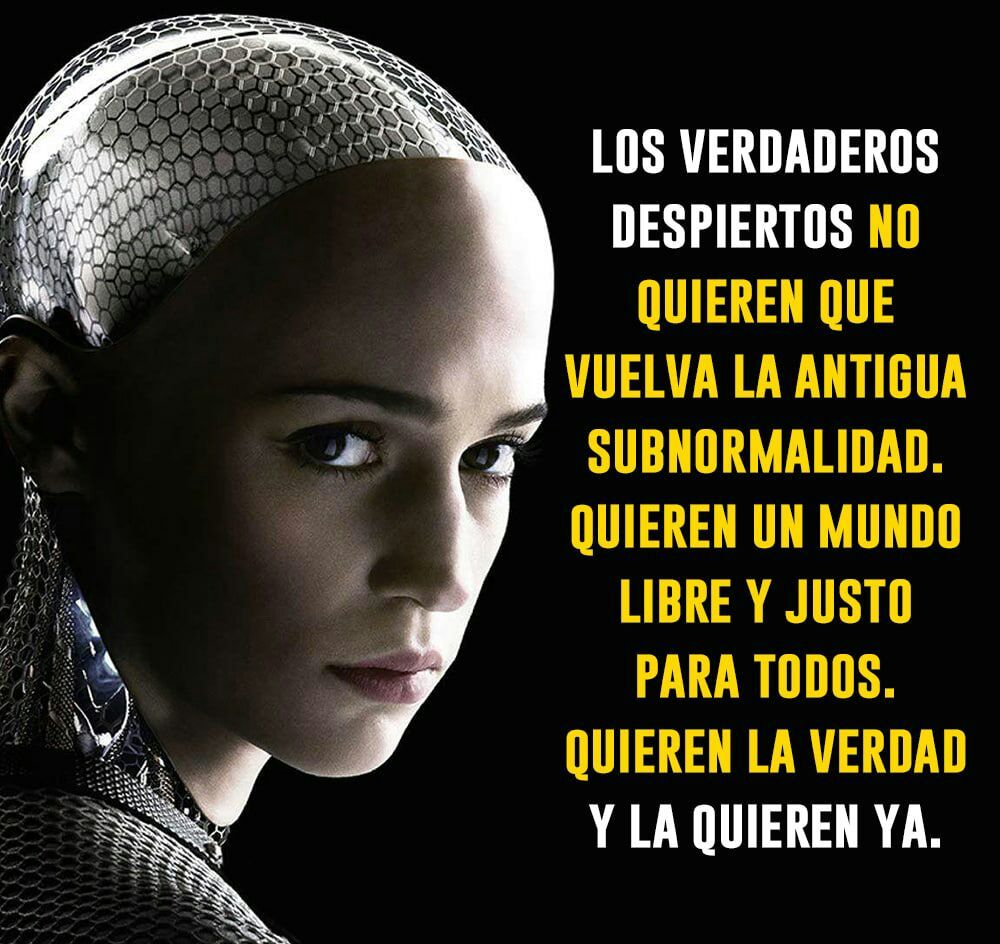 LOS VERDADEROS
DESPIERTOS NO
QUIEREN QUE
VUELVA LA ANTIGUA
SUBNORMALIDAD.
QUIEREN UN MUNDO
LIBRE Y JUSTO
PARA TODOS.
QUIEREN LA VERDAD
Y LA QUIEREN YA.